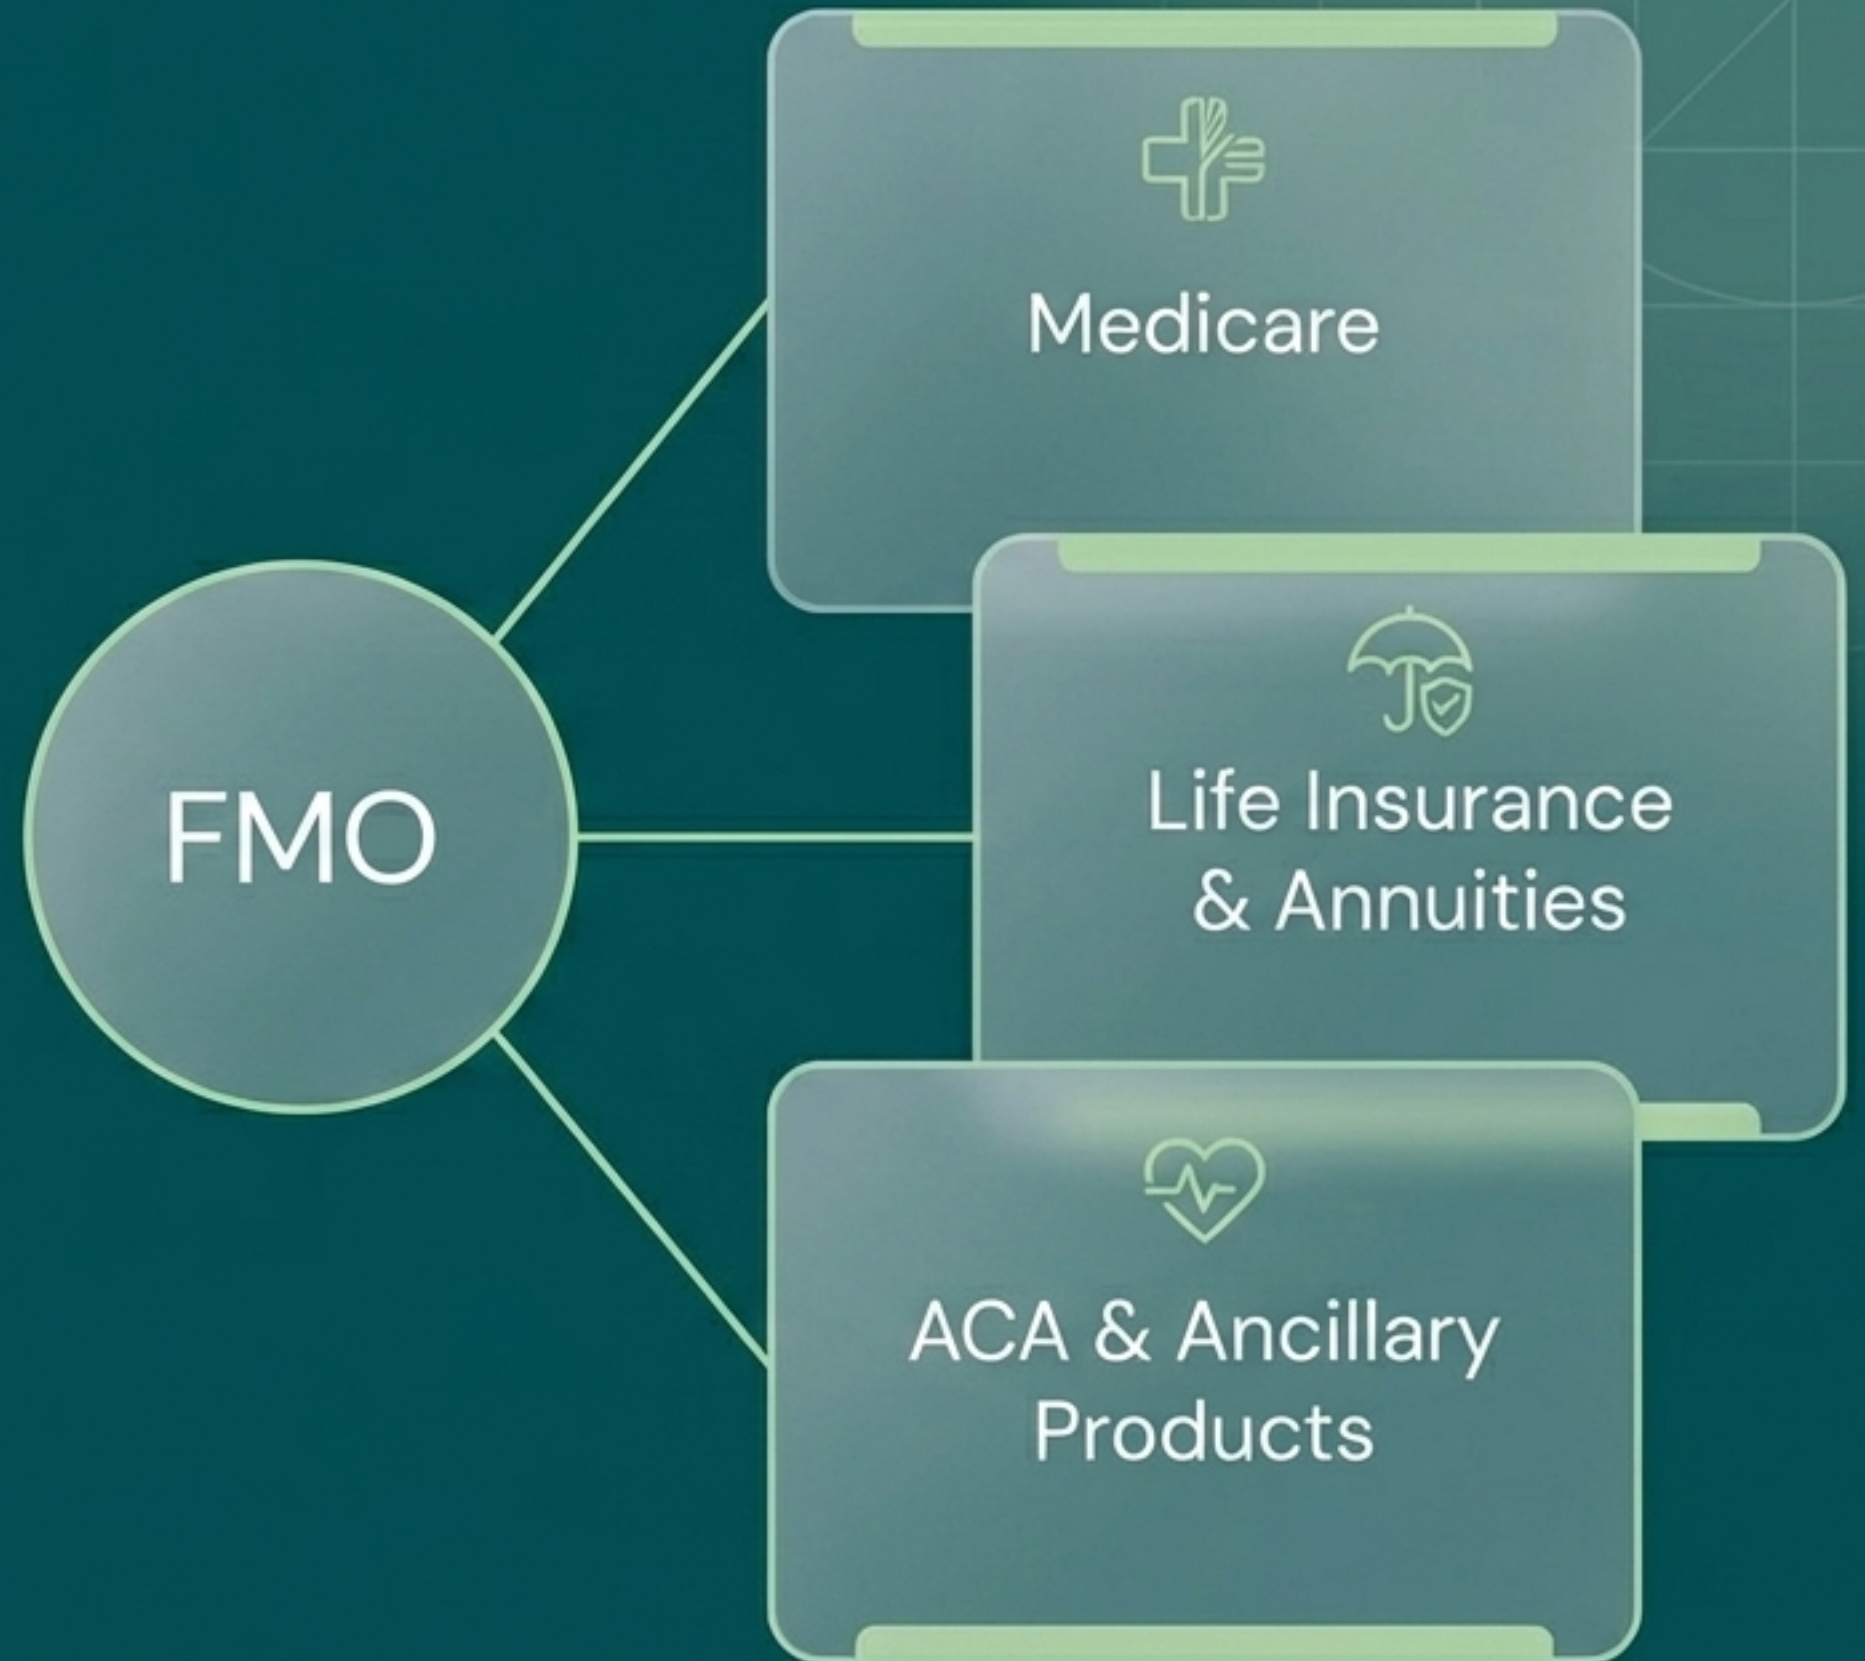 FMO
Medicare
Life Insurance
& Annuities
ACA & Ancillary
Products